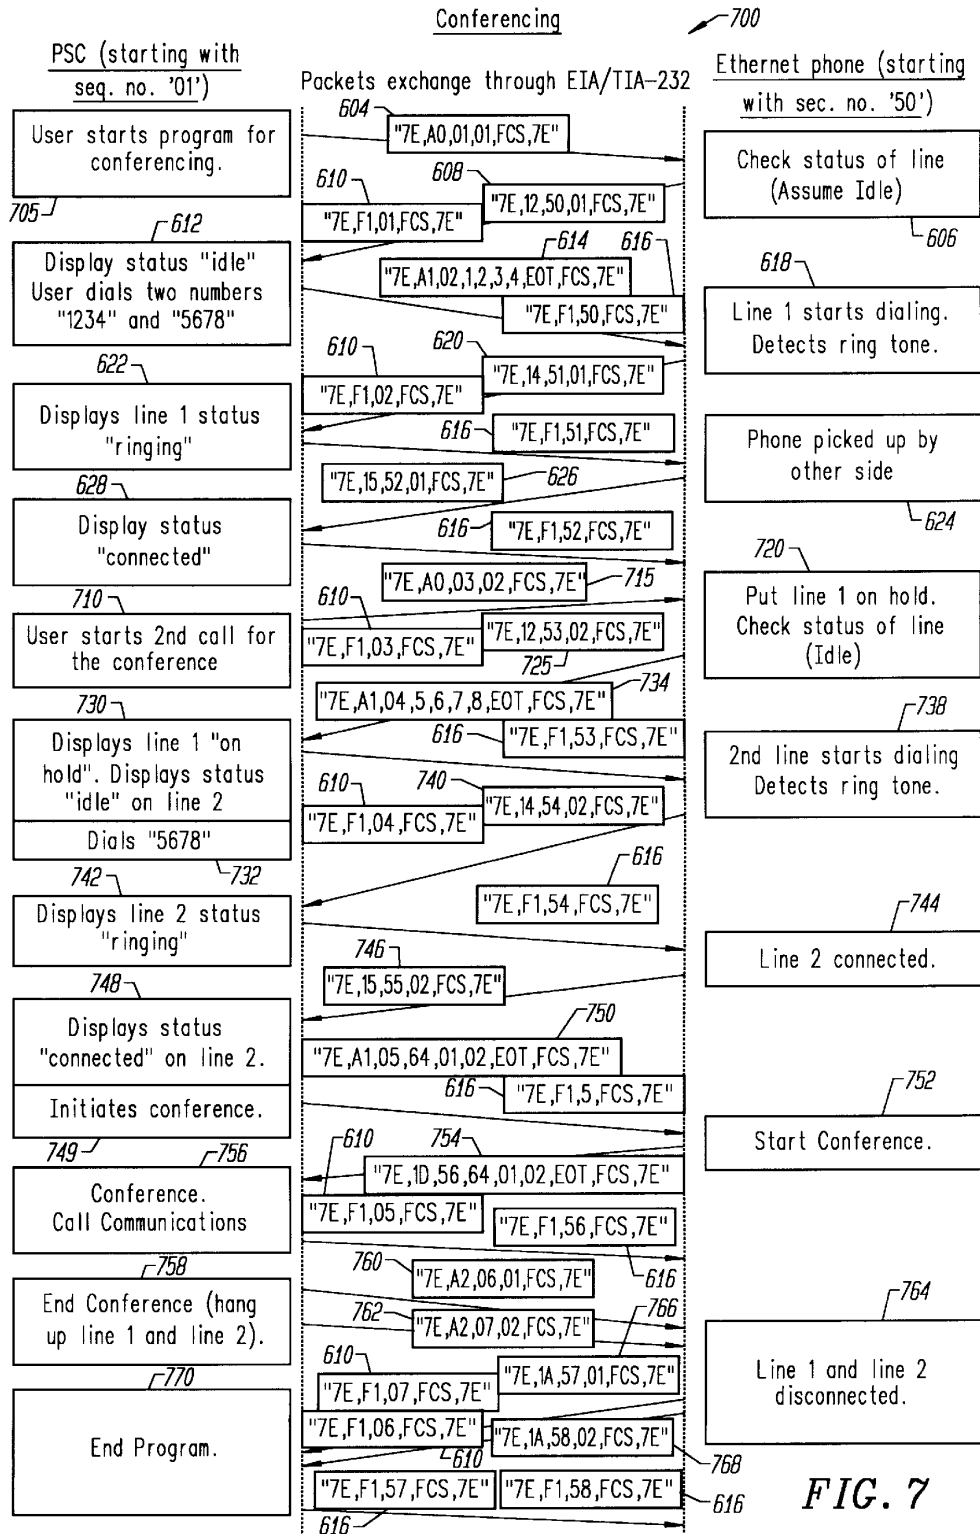 Conferencing
700
PSC (starting with
seq. no. '01')
Packets exchange through EIA/TIA-232
Ethernet phone (starting
with sec. no. '50')
604
User starts program for
conferencing.
705
"7E,A0,01,01,FCS,7E"
Check status of line
(Assume Idle)
606
610
608
"7E,12,50,01,FCS,7E"
"7E,F1,01,FCS,7E"
612
Display status "idle"
User dials two numbers
"1234" and "5678"
614
616
"7E,A1,02,1,2,3,4,EOT,FCS,7E"
"7E,F1,50,FCS,7E"
618
Line 1 starts dialing.
Detects ring tone.
610
620
"7E,14,51,01,FCS,7E"
"7E,F1,02,FCS,7E"
622
Displays line 1 status
"ringing"
616
"7E,F1,51,FCS,7E"
Phone picked up by
other side
624
"7E,15,52,01,FCS,7E"
626
628
Display status
"connected"
616
"7E,F1,52,FCS,7E"
"7E,A0,03,02,FCS,7E"
715
720
Put line 1 on hold.
Check status of line
(Idle)
710
User starts 2nd call for
the conference
610
"7E,F1,03,FCS,7E"
"7E,12,53,02,FCS,7E"
725
"7E,A1,04,5,6,7,8,EOT,FCS,7E"
734
730
Displays line 1 "on
hold". Displays status
"idle" on line 2
Dials "5678"
732
616
"7E,F1,53,FCS,7E"
738
2nd line starts dialing
Detects ring tone.
610
740
"7E,14,54,02,FCS,7E"
"7E,F1,04,FCS,7E"
742
Displays line 2 status
"ringing"
616
"7E,F1,54,FCS,7E"
744
Line 2 connected.
746
"7E,15,55,02,FCS,7E"
748
Displays status
"connected" on line 2.
Initiates conference.
749
750
"7E,A1,05,64,01,02,EOT,FCS,7E"
616
"7E,F1,5,FCS,7E"
752
Start Conference.
610
754
"7E,1D,56,64,01,02,EOT,FCS,7E"
"7E,F1,05,FCS,7E"
756
Conference.
Call Communications
"7E,F1,56,FCS,7E"
616
760
"7E,A2,06,01,FCS,7E"
758
End Conference (hang
up line 1 and line 2).
762
"7E,A2,07,02,FCS,7E"
766
764
Line 1 and line 2
disconnected.
610
"7E,1A,57,01,FCS,7E"
"7E,F1,07,FCS,7E"
770
End Program.
"7E,F1,06,FCS,7E"
610
"7E,1A,58,02,FCS,7E"
768
"7E,F1,57,FCS,7E"
616
"7E,F1,58,FCS,7E"
616
FIG. 7